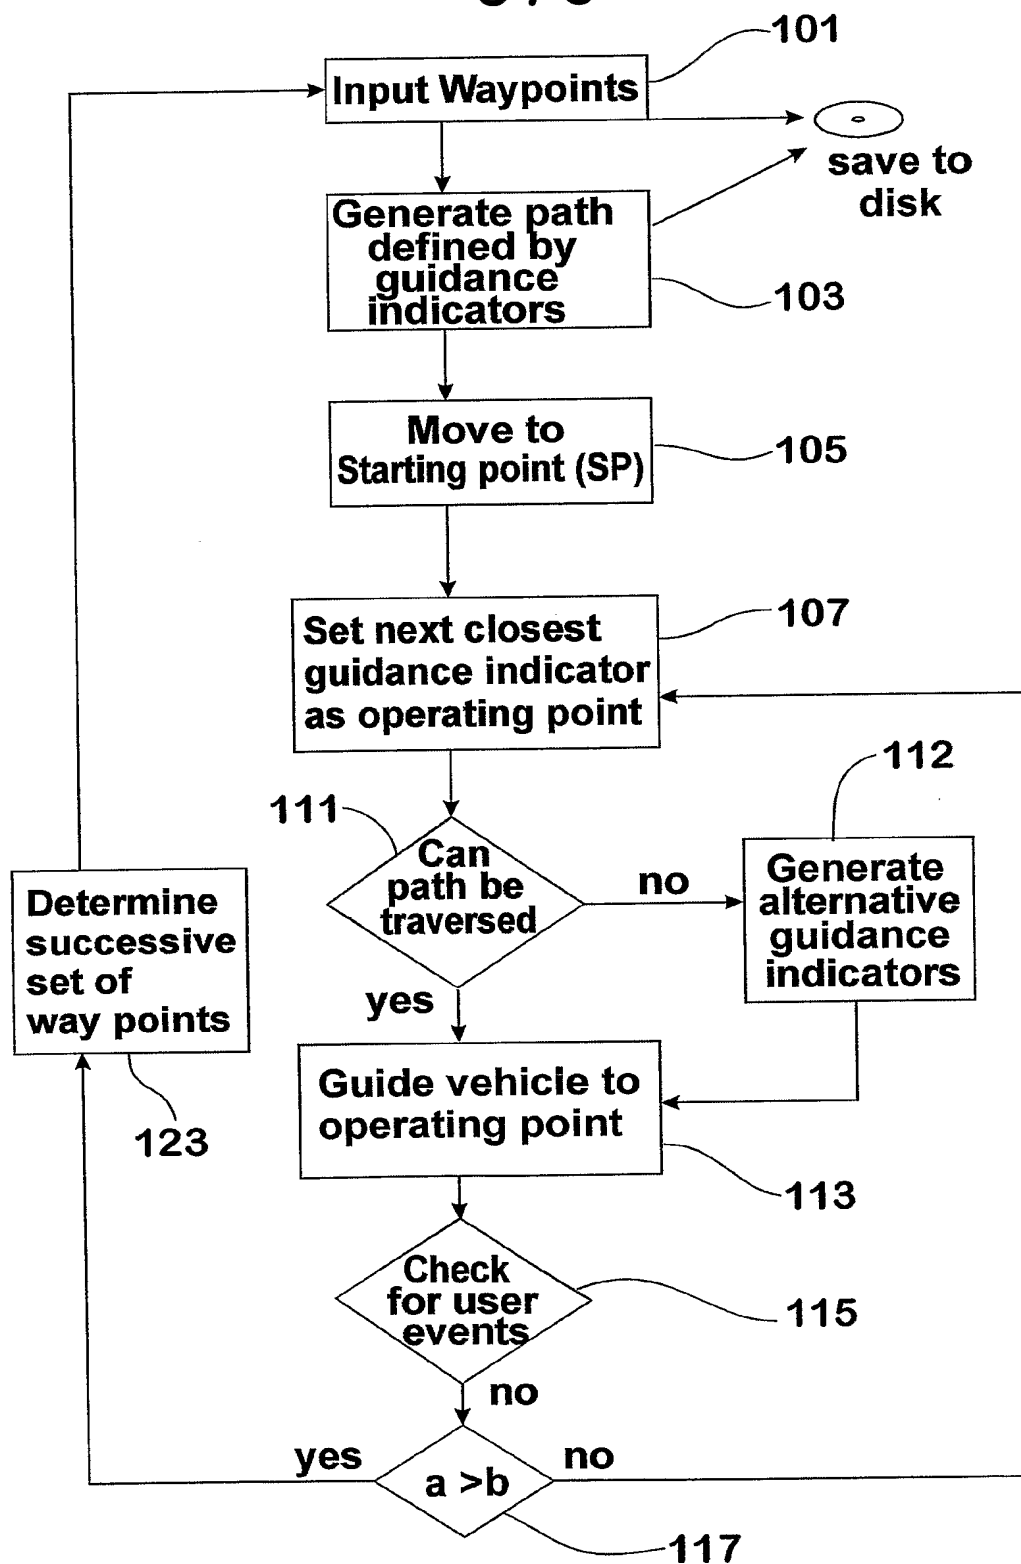 101
Input Waypoints
save to
disk
Generate path
defined by
guidance
indicators
103
Move to
Starting point (SP)
105
107
Set next closest
guidance indicator
as operating point
112
111
Can
path be
traversed
no
Generate
alternative
guidance
indicators
Determine
successive
set of
way points
yes
Guide vehicle to
operating point
123
113
Check
for user
events
115
no
yes
a >b
no
117